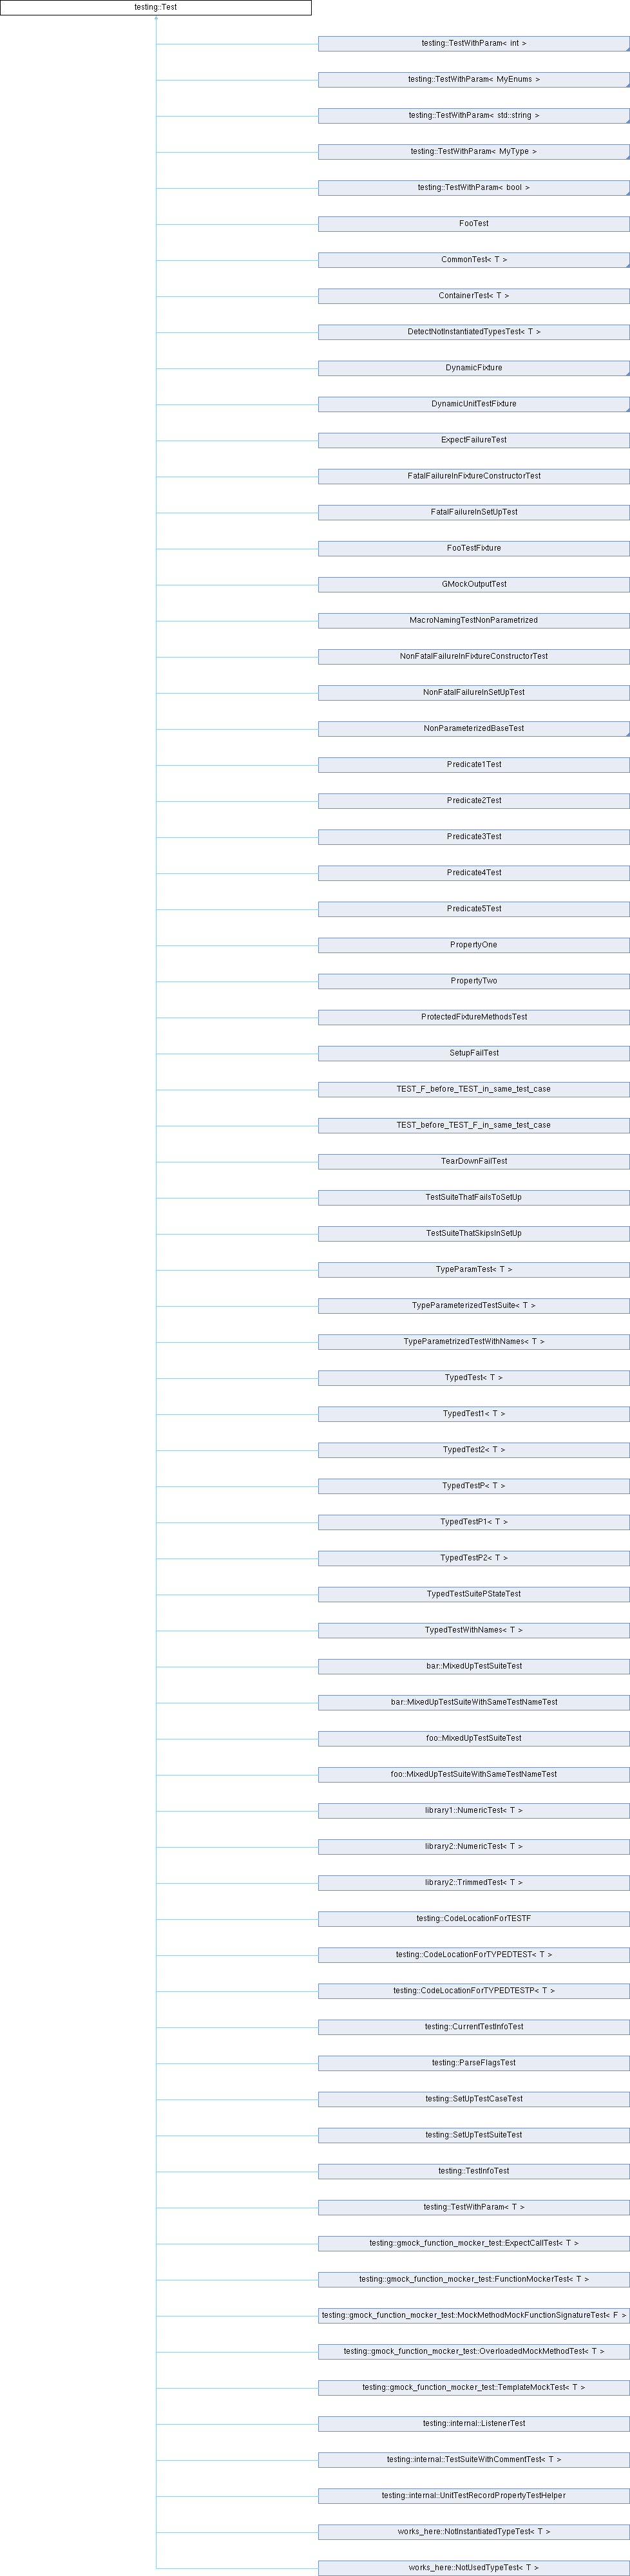 testing::Test
testing::TestWithParam< int >
testing::TestWithParam< MyEnums >
testing::TestWithParam< std::string >
testing::TestWithParam< MyType >
testing::TestWithParam< bool >
FooTest
CommonTest< T >
ContainerTest< T >
DetectNotInstantiatedTypesTest< T >
DynamicFixture
DynamicUnitTestFixture
ExpectFailureTest
FatalFailureInFixtureConstructorTest
FatalFailureInSetUpTest
FooTestFixture
GMockOutputTest
MacroNamingTestNonParametrized
NonFatalFailureInFixtureConstructorTest
NonFatalFailureInSetUpTest
NonParameterizedBaseTest
Predicate1Test
Predicate2Test
Predicate3Test
Predicate4Test
Predicate5Test
PropertyOne
PropertyTwo
ProtectedFixtureMethodsTest
SetupFailTest
TEST_F_before_TEST_in_same_test_case
TEST_before_TEST_F_in_same_test_case
TearDownFailTest
TestSuiteThatFailsToSetUp
TestSuiteThatSkipsInSetUp
TypeParamTest< T >
TypeParameterizedTestSuite< T >
TypeParametrizedTestWithNames< T >
TypedTest< T >
TypedTest1< T >
TypedTest2< T >
TypedTestP< T >
TypedTestP1< T >
TypedTestP2< T >
TypedTestSuitePStateTest
TypedTestWithNames< T >
bar::MixedUpTestSuiteTest
bar::MixedUpTestSuiteWithSameTestNameTest
foo::MixedUpTestSuiteTest
foo::MixedUpTestSuiteWithSameTestNameTest
library1::NumericTest< T >
library2::NumericTest< T >
library2::TrimmedTest< T >
testing::CodeLocationForTESTF
testing::CodeLocationForTYPEDTEST< T >
testing::CodeLocationForTYPEDTESTP< T >
testing::CurrentTestInfoTest
testing::ParseFlagsTest
testing::SetUpTestCaseTest
testing::SetUpTestSuiteTest
testing::TestInfoTest
testing::TestWithParam< T >
testing::gmock_function_mocker_test::ExpectCallTest< T >
testing::gmock_function_mocker_test::FunctionMockerTest< T >
testing::gmock_function_mocker_test::MockMethodMockFunctionSignatureTest< F >
testing::gmock_function_mocker_test::OverloadedMockMethodTest< T >
testing::gmock_function_mocker_test::TemplateMockTest< T >
testing::internal::ListenerTest
testing::internal::TestSuiteWithCommentTest< T >
testing::internal::UnitTestRecordPropertyTestHelper
works_here::NotInstantiatedTypeTest< T >
works_here::NotUsedTypeTest< T >